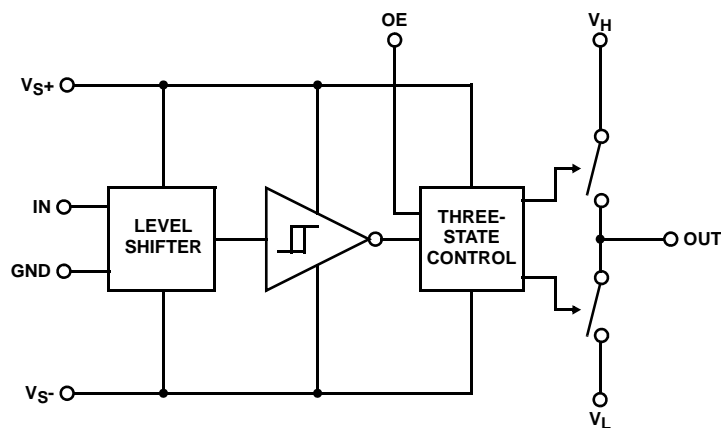 OE
VH
VS+
IN
LEVEL
SHIFTER
THREE-
STATE
CONTROL
OUT
GND
VS-
VL